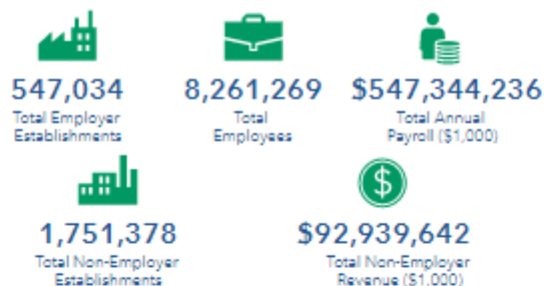 547,034 8,261,269 $547,344,236
Total Employer Total Total Annual
Establishments Employees Payroll ($1,000)
1,751,378 $92,939,642
Total Non-Employer Total Non-Employer
Establishments Revenue ($1,000)